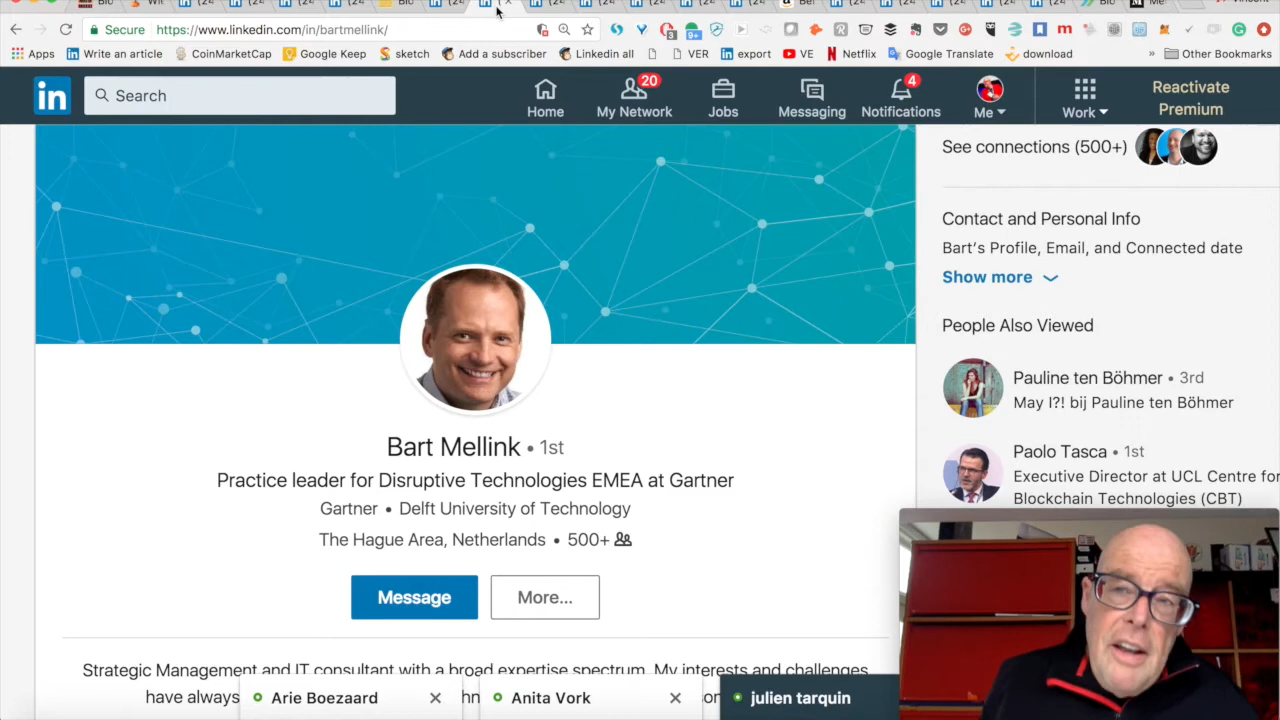 Secure https://www.linkedin.com/in/bartmellink/
Apps Write an article CoinMarketCap Google Keep sketch Add a subscriber Linkedin all VER export VE Netflix Google Translate download » Other Bookmarks
in Search Home My Network 20 Jobs Messaging Notifications 4 Me Work Reactivate Premium
Bart Mellink • 1st
Practice leader for Disruptive Technologies EMEA at Gartner
Gartner • Delft University of Technology
The Hague Area, Netherlands • 500+
Message More...
Strategic Management and IT consultant with a broad expertise spectrum. My interests and challenges
have always
See connections (500+)
Contact and Personal Info
Bart's Profile, Email, and Connected date
Show more
People Also Viewed
Pauline ten Böhmer • 3rd
May I?! bij Pauline ten Böhmer
Paolo Tasca • 1st
Executive Director at UCL Centre for
Blockchain Technologies (CBT)
Arie Boezaard Anita Vork julien tarquin